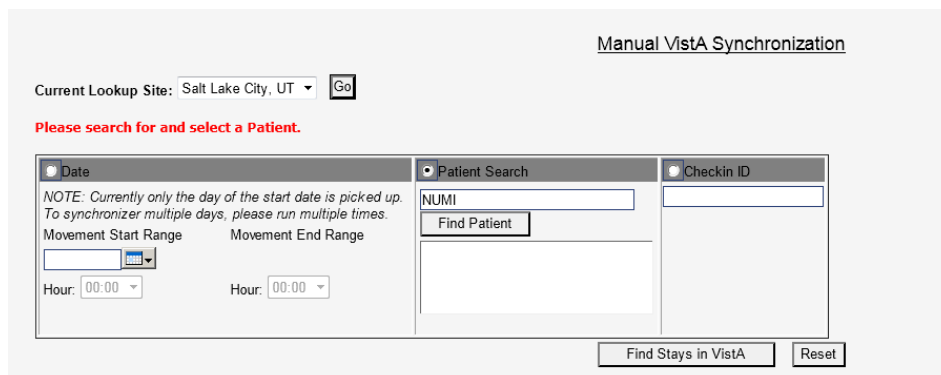 Manual VistA Synchronization
Current Lookup Site: Salt Lake City, UT Go
Please search for and select a Patient.
Date
NOTE: Currently only the day of the start date is picked up.
To synchronizer multiple days, please run multiple times.
Movement Start Range Movement End Range
Hour: 00:00 Hour: 00:00
Patient Search
NUMI
Find Patient
Checkin ID
Find Stays in VistA Reset